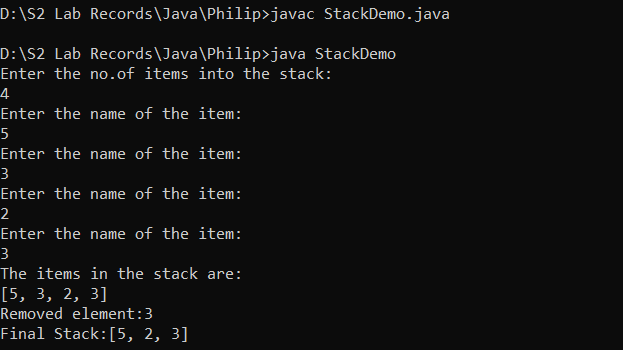 D:\S2 Lab Records\Java\Philip>javac StackDemo.java
D:\S2 Lab Records\Java\Philip>java StackDemo
Enter the no.of items into the stack:
4
Enter the name of the item:
5
Enter the name of the item:
3
Enter the name of the item:
2
Enter the name of the item:
3
The items in the stack are:
[5, 3, 2, 3]
Removed element:3
Final Stack:[5, 2, 3]